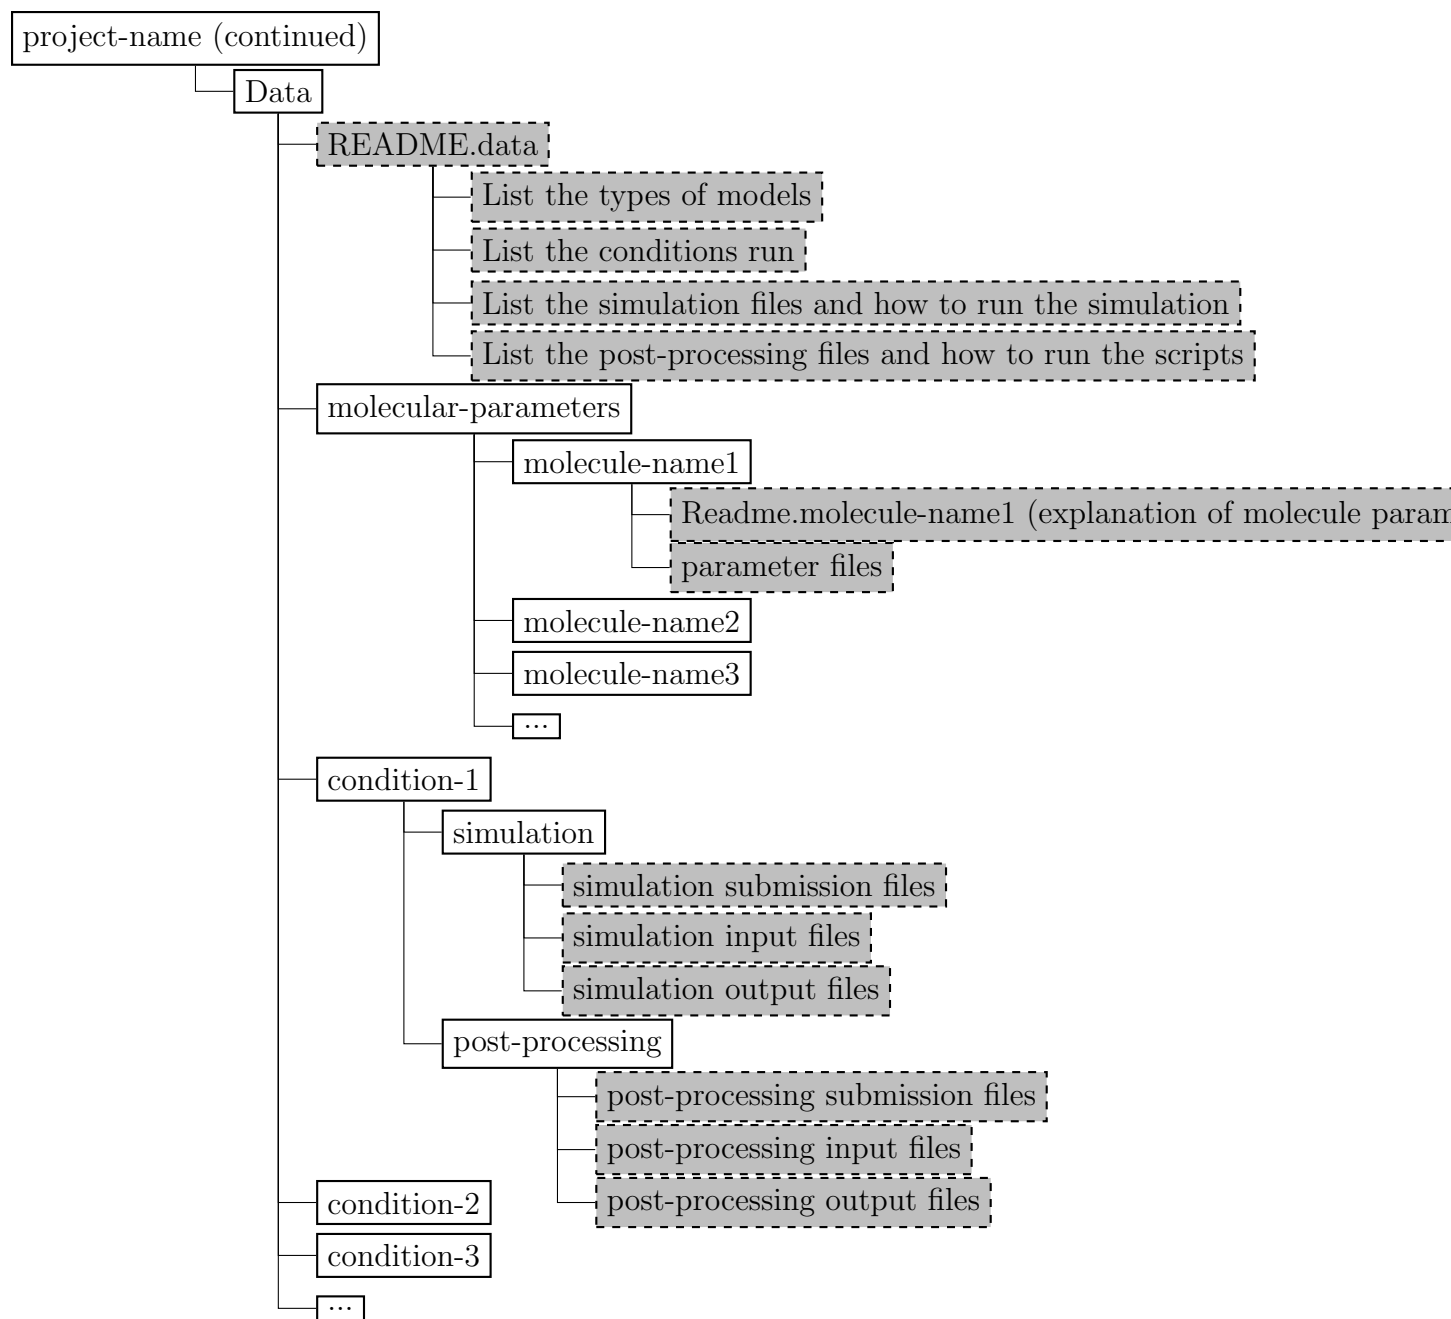 project-name (continued)
Data
README.data
List the types of models
List the conditions run
List the simulation files and how to run the simulation
List the post-processing files and how to run the scripts
molecular-parameters
molecule-name1
Readme.molecule-name1 (explanation of molecule param
parameter files
molecule-name2
molecule-name3
...
condition-1
simulation
simulation submission files
simulation input files
simulation output files
post-processing
post-processing submission files
post-processing input files
post-processing output files
condition-2
condition-3
...